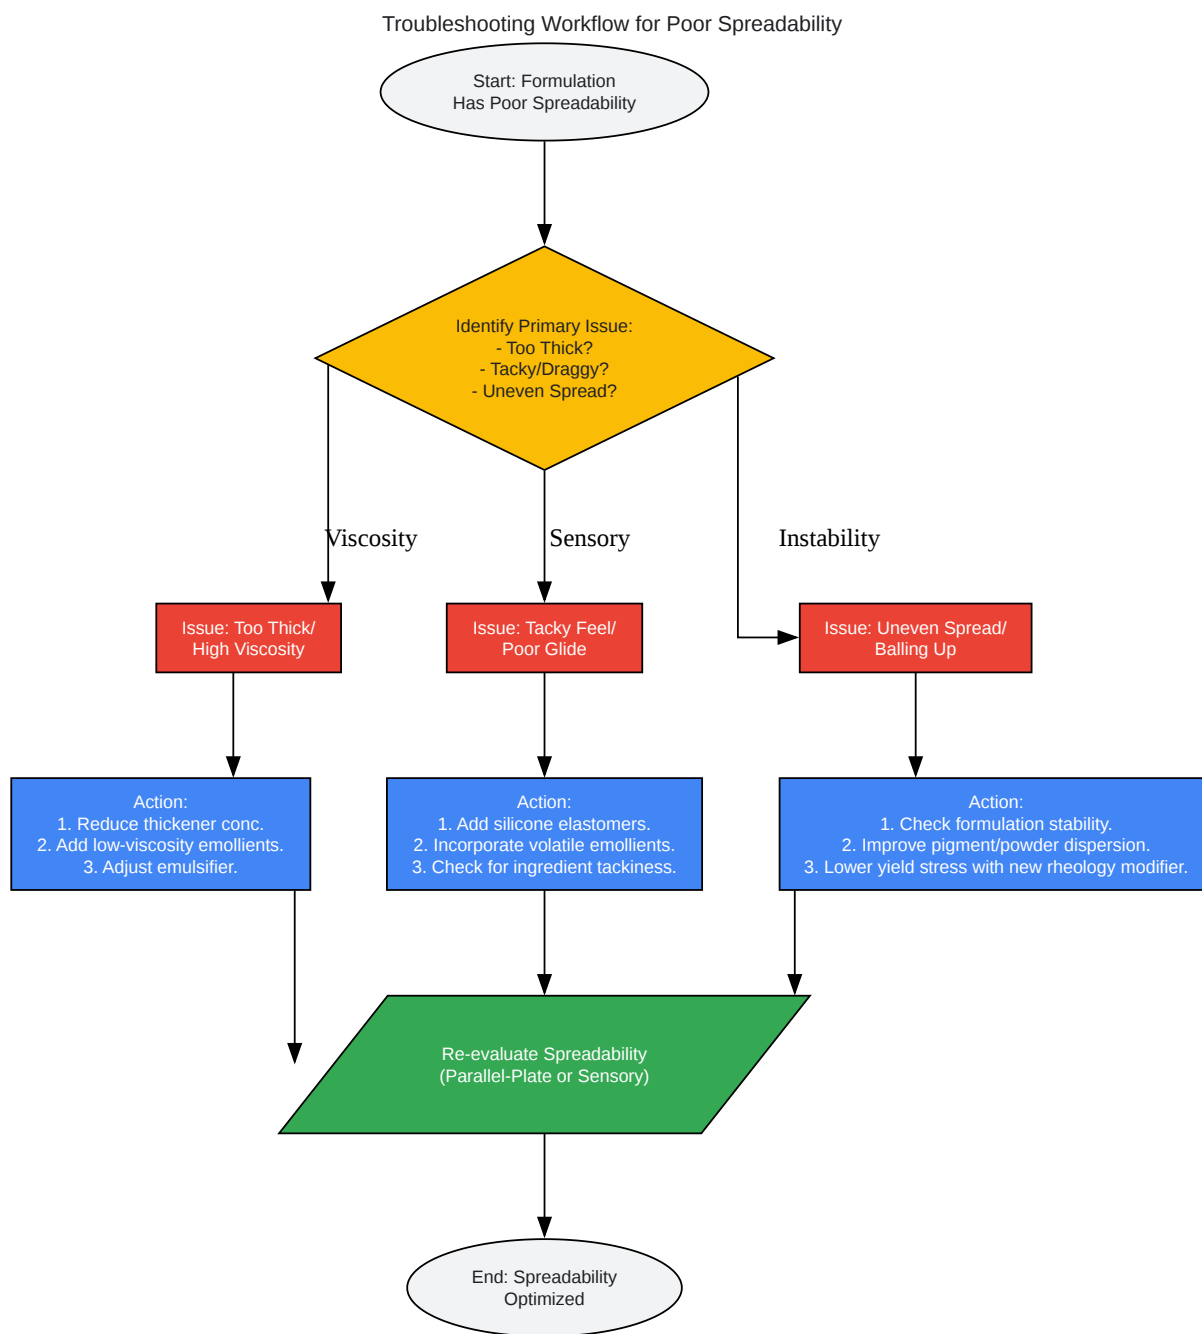 Troubleshooting Workflow for Poor Spreadability
Start: Formulation
Has Poor Spreadability
Identify Primary Issue:
- Too Thick?
- Tacky/Draggy?
- Uneven Spread?
Viscosity
Sensory
Instability
Issue: Too Thick/
High Viscosity
Issue: Tacky Feel/
Poor Glide
Issue: Uneven Spread/
Balling Up
Action:
1. Reduce thickener conc.
2. Add low-viscosity emollients.
3. Adjust emulsifier.
Action:
1. Add silicone elastomers.
2. Incorporate volatile emollients.
3. Check for ingredient tackiness.
Action:
1. Check formulation stability.
2. Improve pigment/powder dispersion.
3. Lower yield stress with new rheology modifier.
Re-evaluate Spreadability
(Parallel-Plate or Sensory)
End: Spreadability
Optimized